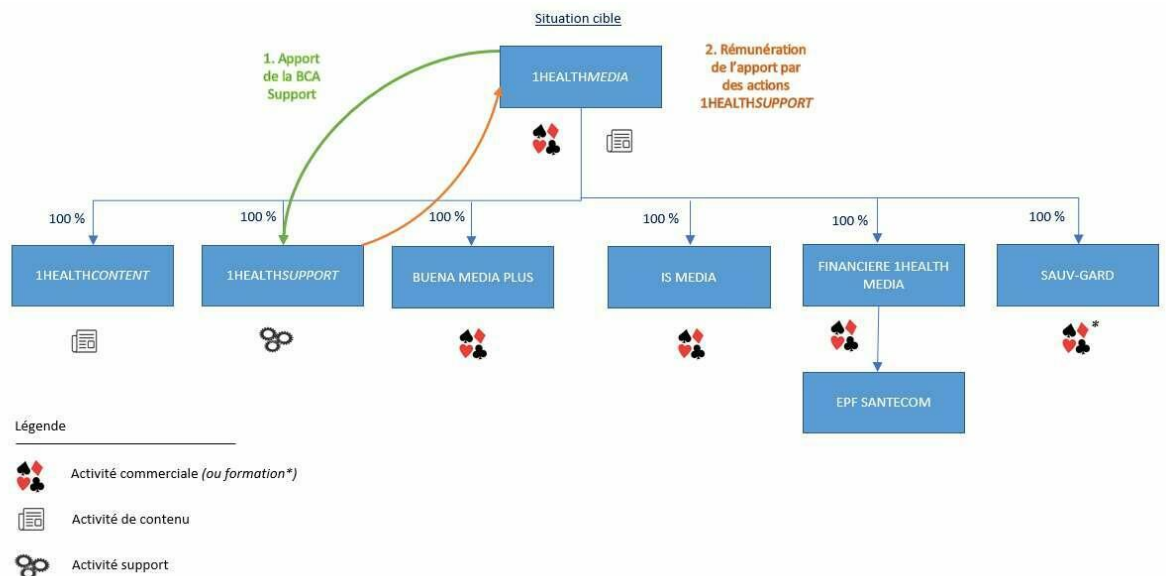 Situation cible
1. Apport
de la BCA
Support
1HEALTHMEDIA
2. Rémunération
de l'apport par
des actions
1HEALTHSUPPORT
100 %
100 %
100 %
100 %
100 %
100 %
1HEALTHCONTENT
1HEALTHSUPPORT
BUENA MEDIA PLUS
IS MEDIA
FINANCIERE 1HEALTH
MEDIA
SAUV-GARD
*
EPF SANTECOM
Légende
Activité commerciale (ou formation*)
Activité de contenu
Activité support